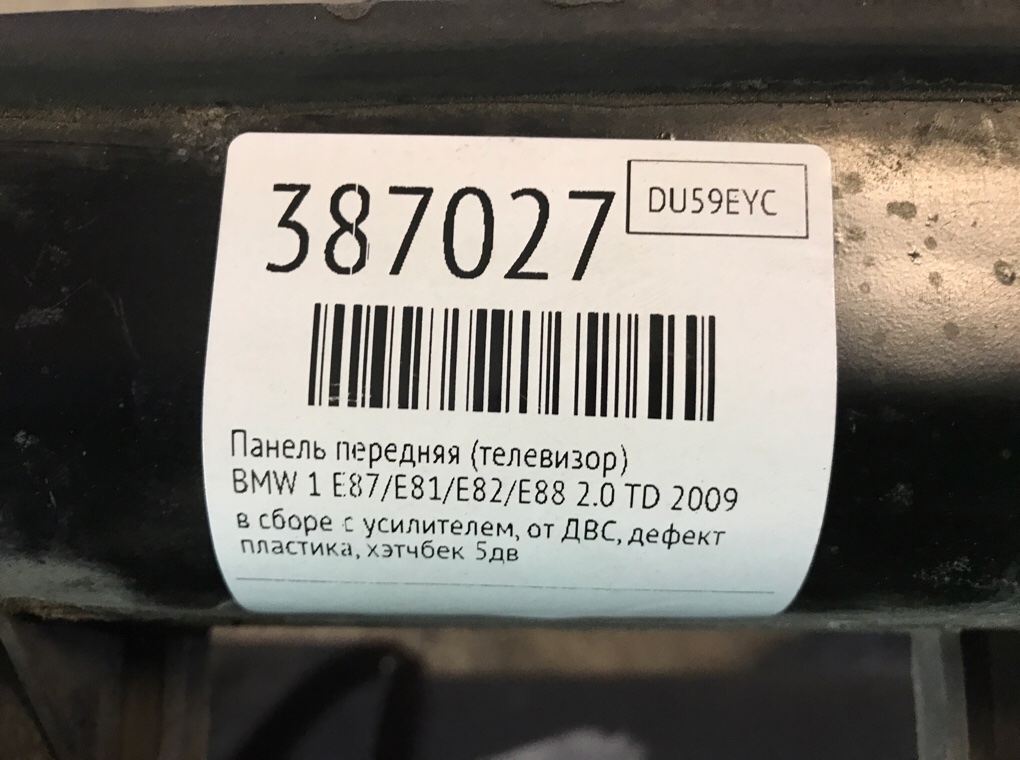 387027
DU59EYC
Панель передняя (телевизор)
BMW 1 E87/E81/E82/E88 2.0 TD 2009
в сборе с усилителем, от ДВС, дефект
пластика, хэтчбек 5дв